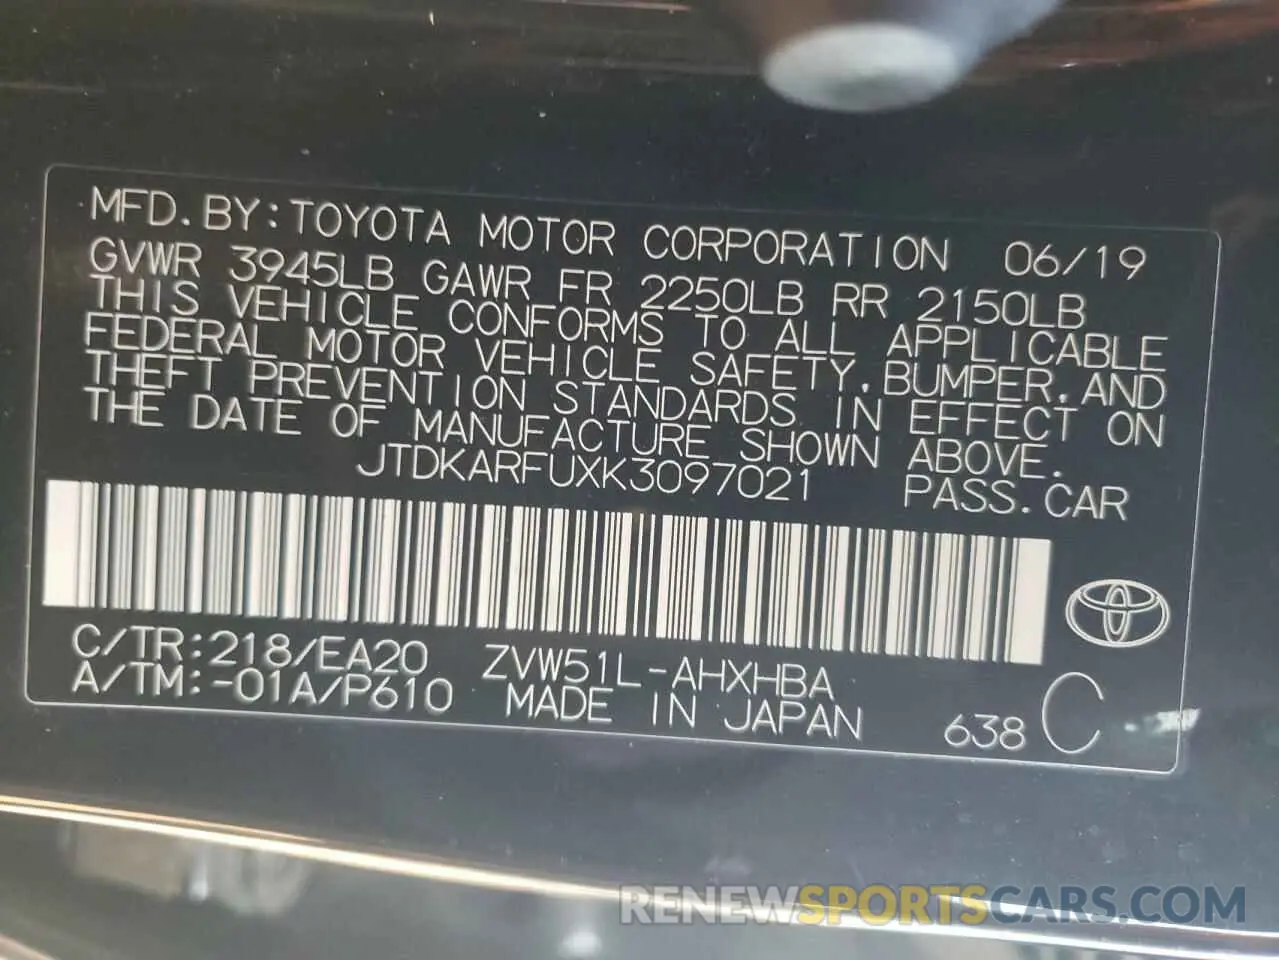 MFD. BY: TOYOTA MOTOR CORPORATION 06/19
GVWR 3945LB GAWR FR 2250LB RR 2150LB
THIS VEHICLE CONFORMS TO ALL APPLICABLE
FEDERAL MOTOR VEHICLE SAFETY, BUMPER, AND
THEFT PREVENTION STANDARDS IN EFFECT ON
THE DATE OF MANUFACTURE SHOWN ABOVE.
JTDKARFUXK3097021 PASS. CAR
C/TR:218/EA20 ZVW51L-AHXHBA
A/TM:-01A/P610 MADE IN JAPAN 638 C
RENEWSPORTSCARS.COM